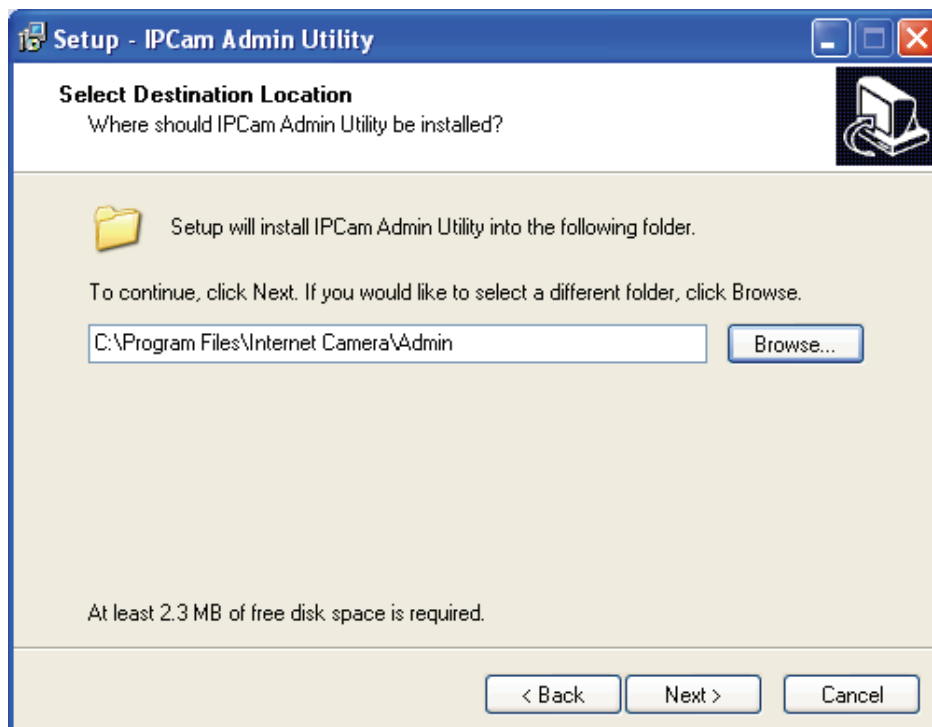 Setup - IPCam Admin Utility
Select Destination Location
Where should IPCam Admin Utility be installed?
Setup will install IPCam Admin Utility into the following folder.
To continue, click Next. If you would like to select a different folder, click Browse.
C:\Program Files\Internet Camera\Admin
Browse...
At least 2.3 MB of free disk space is required.
< Back
Next >
Cancel